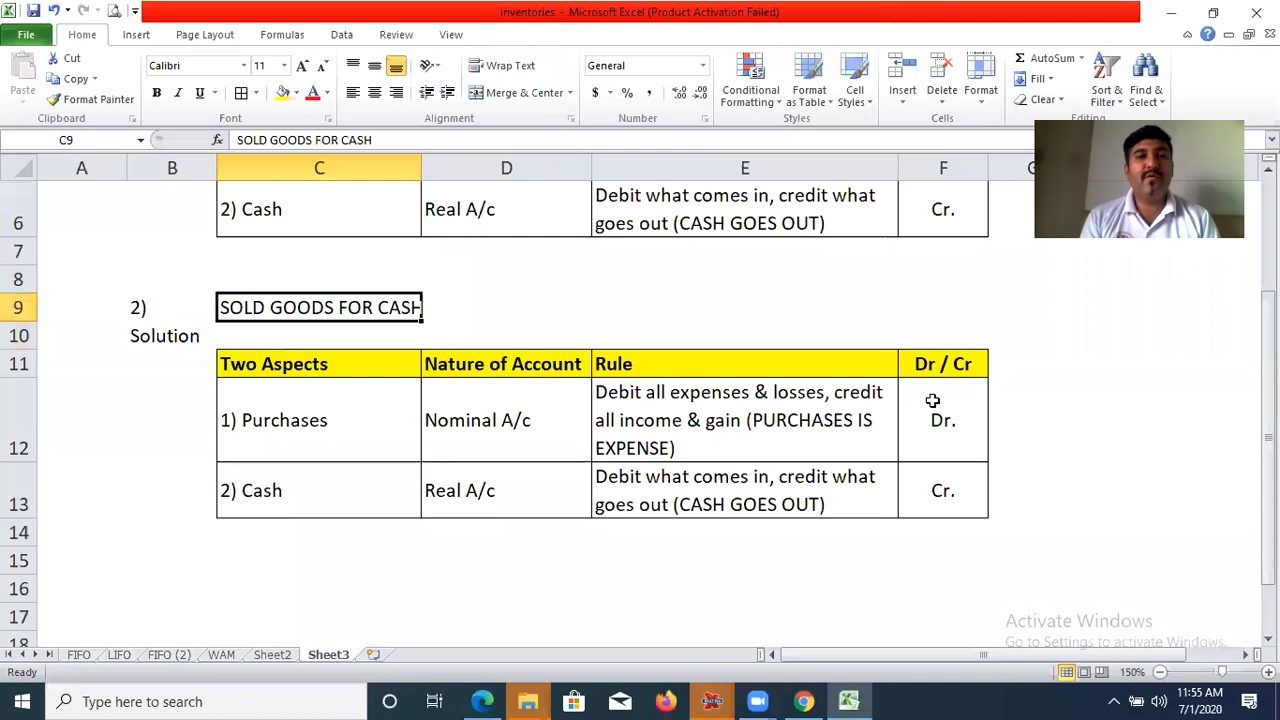 inventories - Microsoft Excel (Product Activation Failed)
File Home Insert Page Layout Formulas Data Review View
Paste Cut Copy Format Painter Clipboard
Calibri 11 B I U Font
Wrap Text Merge & Center Alignment
General $ % , Number
Conditional Formatting Format as Table Cell Styles Styles
Insert Delete Format Cells
Σ AutoSum Fill Clear Sort & Filter Find & Select Editing
C9 fx SOLD GOODS FOR CASH
A B C D E F
6 2) Cash Real A/c Debit what comes in, credit what
goes out (CASH GOES OUT) Cr.
7
8
9 2) SOLD GOODS FOR CASH
10 Solution
11 Two Aspects Nature of Account Rule Dr / Cr
12 1) Purchases Nominal A/c Debit all expenses & losses, credit
all income & gain (PURCHASES IS
EXPENSE) Dr.
13 2) Cash Real A/c Debit what comes in, credit what
goes out (CASH GOES OUT) Cr.
14
15
16
17
18
Activate Windows
Go to Settings to activate Windows.
FIFO LIFO FIFO (2) WAM Sheet2 Sheet3
Ready 150%
Type here to search
11:55 AM
7/1/2020